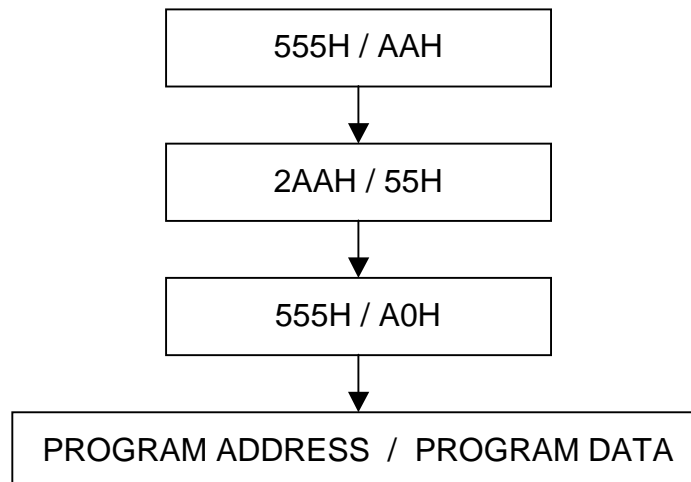 555H / AAH
2AAH / 55H
555H / A0H
PROGRAM ADDRESS / PROGRAM DATA